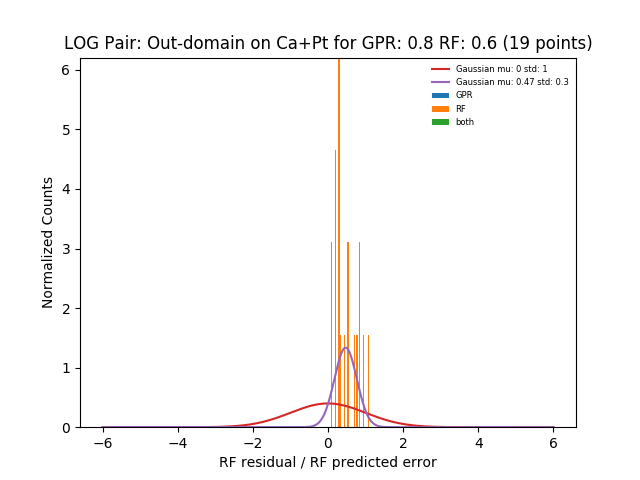 LOG Pair: Out-domain on Ca+Pt for GPR: 0.8 RF: 0.6 (19 points)
Gaussian mu: 0 std: 1
Gaussian mu: 0.47 std: 0.3
GPR
RF
both
Normalized Counts
6
5
4
3
2
1
0
−6 −4 −2 0 2 4 6
RF residual / RF predicted error